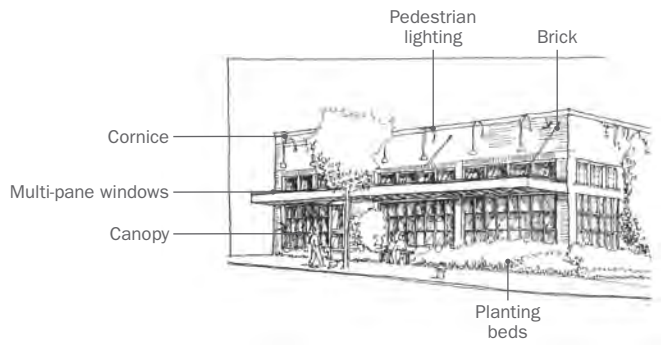 Pedestrian
lighting
Brick
Cornice
Multi-pane windows
Canopy
Planting
beds